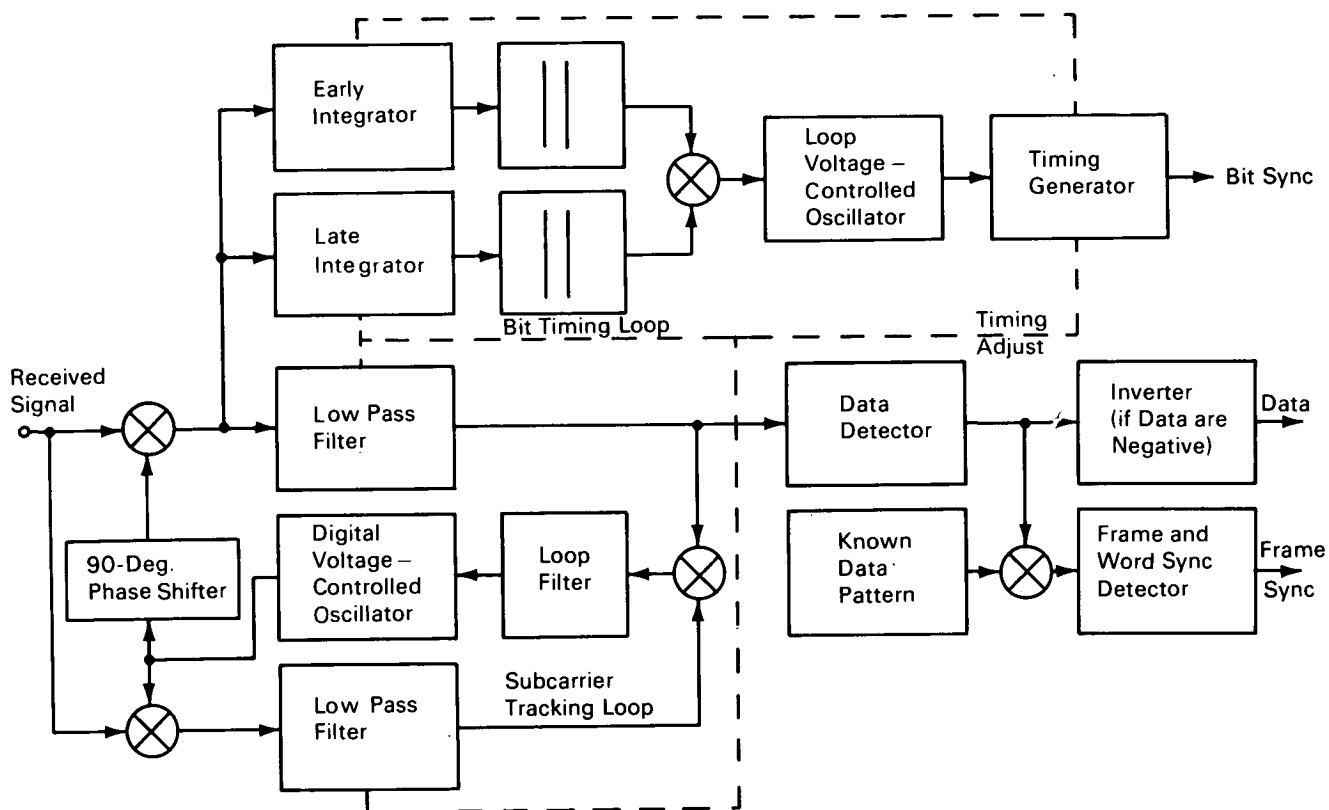 Early
Integrator
Loop
Voltage –
Controlled
Oscillator
Timing
Generator
Bit Sync
Late
Integrator
Bit Timing Loop
Timing
Adjust
Received
Signal
Low Pass
Filter
Data
Detector
Inverter
(if Data are
Negative)
Data
90-Deg.
Phase Shifter
Digital
Voltage –
Controlled
Oscillator
Loop
Filter
Known
Data
Pattern
Frame and
Word Sync
Detector
Frame
Sync
Low Pass
Filter
Subcarrier
Tracking Loop